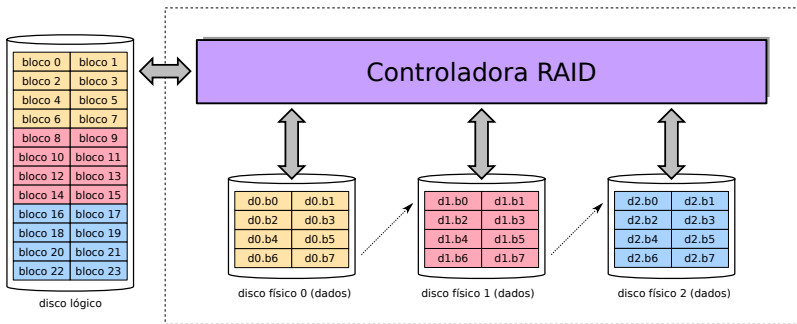 Controladora RAID
bloco 0 bloco 1
bloco 2 bloco 3
bloco 4 bloco 5
bloco 6 bloco 7
bloco 8 bloco 9
bloco 10 bloco 11
bloco 12 bloco 13
bloco 14 bloco 15
bloco 16 bloco 17
bloco 18 bloco 19
bloco 20 bloco 21
bloco 22 bloco 23
disco lógico
d0.b0 d0.b1
d0.b2 d0.b3
d0.b4 d0.b5
d0.b6 d0.b7
disco físico 0 (dados)
d1.b0 d1.b1
d1.b2 d1.b3
d1.b4 d1.b5
d1.b6 d1.b7
disco físico 1 (dados)
d2.b0 d2.b1
d2.b2 d2.b3
d2.b4 d2.b5
d2.b6 d2.b7
disco físico 2 (dados)